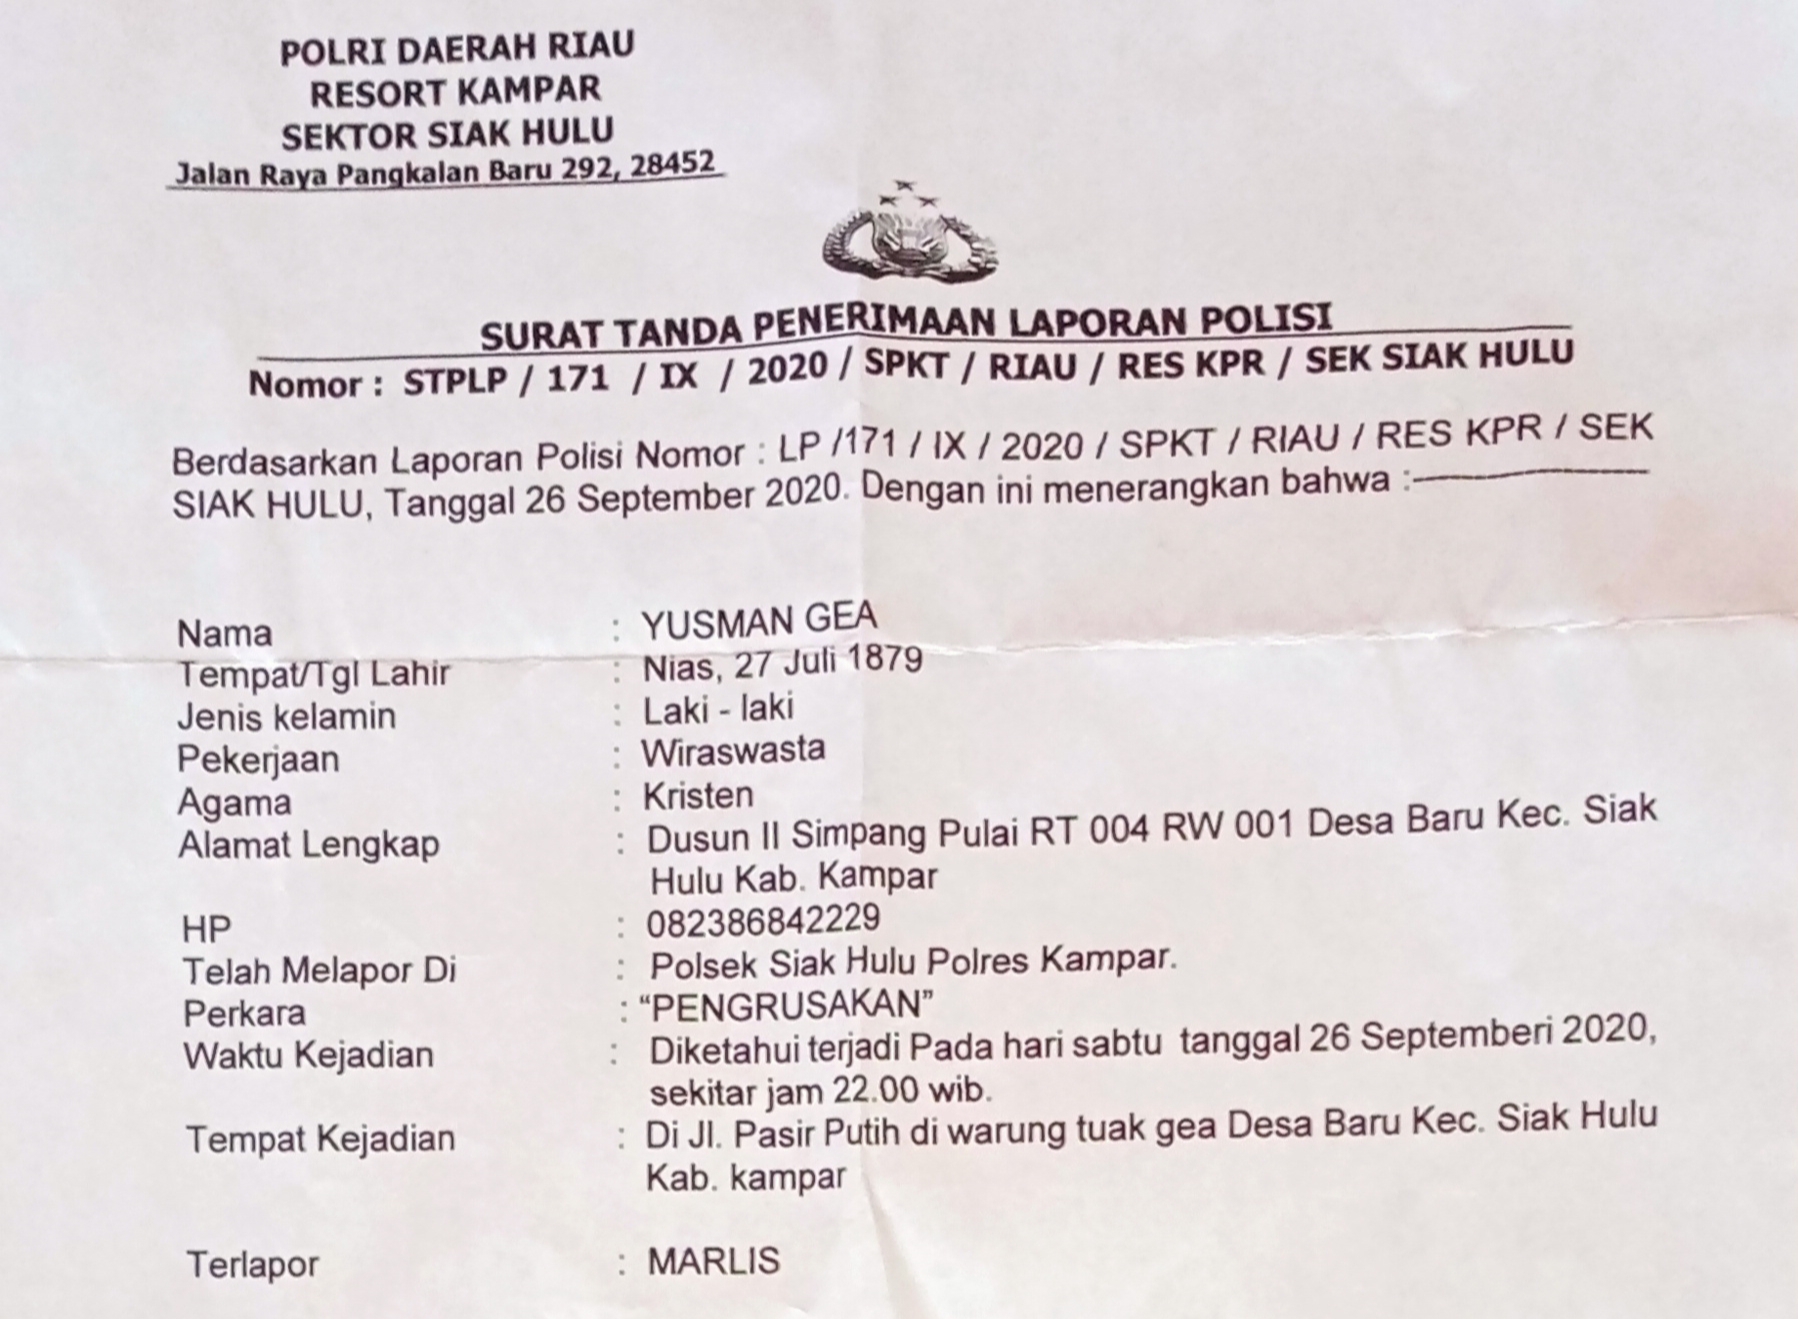 POLRI DAERAH RIAU
RESORT KAMPAR
SEKTOR SIAK HULU
Jalan Raya Pangkalan Baru 292, 28452
SURAT TANDA PENERIMAAN LAPORAN POLISI
Nomor : STPLP / 171 / IX / 2020 / SPKT / RIAU / RES KPR / SEK SIAK HULU
Berdasarkan Laporan Polisi Nomor : LP /171 / IX / 2020 / SPKT / RIAU / RES KPR / SEK
SIAK HULU, Tanggal 26 September 2020. Dengan ini menerangkan bahwa :
Nama : YUSMAN GEA
Tempat/Tgl Lahir : Nias, 27 Juli 1879
Jenis kelamin : Laki - laki
Pekerjaan : Wiraswasta
Agama : Kristen
Alamat Lengkap : Dusun II Simpang Pulai RT 004 RW 001 Desa Baru Kec. Siak
Hulu Kab. Kampar
HP : 082386842229
Telah Melapor Di : Polsek Siak Hulu Polres Kampar.
Perkara : “PENGRUSAKAN”
Waktu Kejadian : Diketahui terjadi Pada hari sabtu tanggal 26 Septemberi 2020,
sekitar jam 22.00 wib.
Tempat Kejadian : Di Jl. Pasir Putih di warung tuak gea Desa Baru Kec. Siak Hulu
Kab. kampar
Terlapor : MARLIS